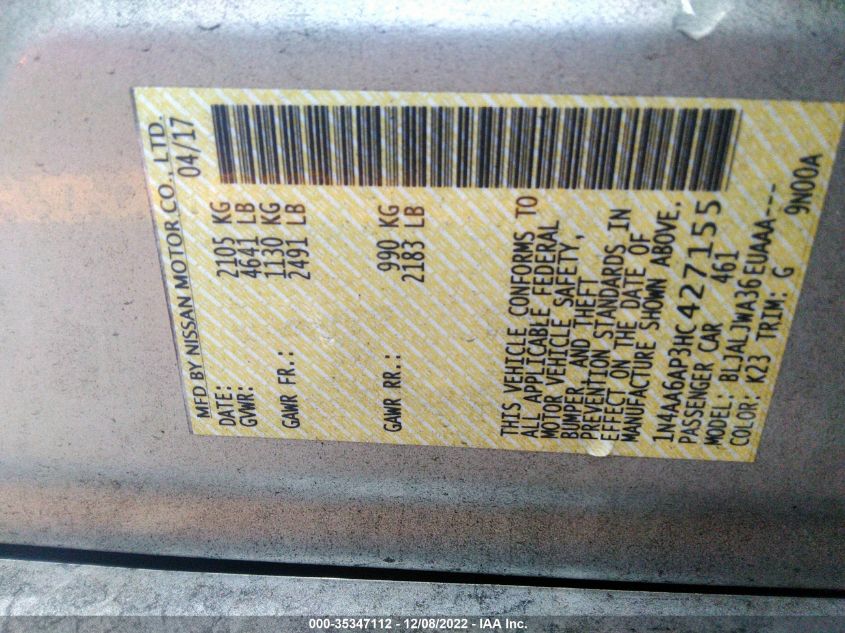 MFD BY NISSAN MOTOR CO., LTD.
DATE: 04/17
GVWR: 2105 KG
4641 LB
GAWR FR.: 1130 KG
2491 LB
GAWR RR.: 990 KG
2183 LB
THIS VEHICLE CONFORMS TO
ALL APPLICABLE FEDERAL
MOTOR VEHICLE SAFETY,
BUMPER, AND THEFT
PREVENTION STANDARDS IN
EFFECT ON THE DATE OF
MANUFACTURE SHOWN ABOVE.
1N4AA6AP3HC427155
PASSENGER CAR 461
MODEL: BLJALJWA36EUAAA---
COLOR: K23 TRIM: G 9N00A
000-35347112 - 12/08/2022 - IAA Inc.